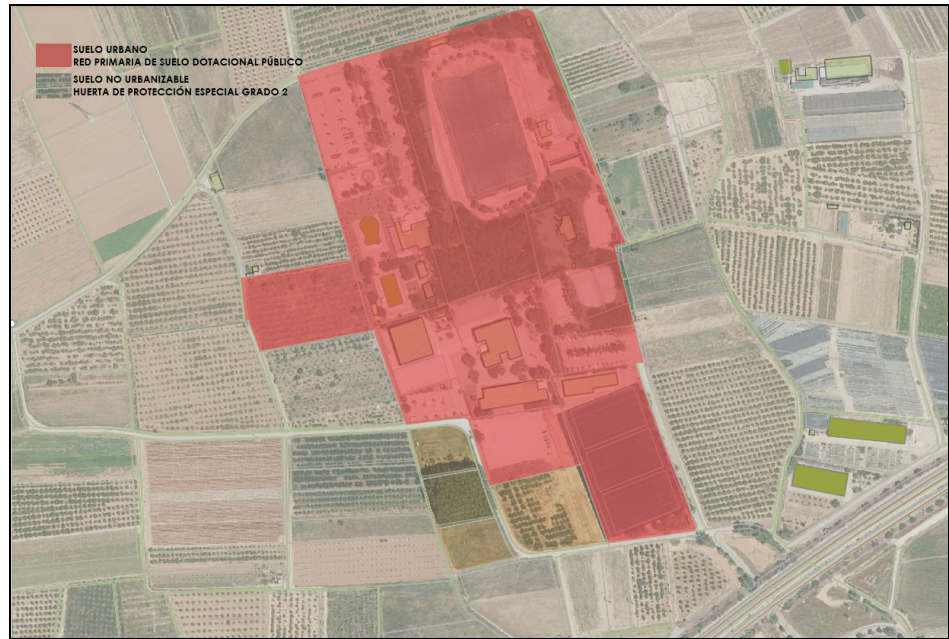 SUELO URBANO
RED PRIMARIA DE SUELO DOTACIONAL PÚBLICO
SUELO NO URBANIZABLE
HUERTA DE PROTECCIÓN ESPECIAL GRADO 2